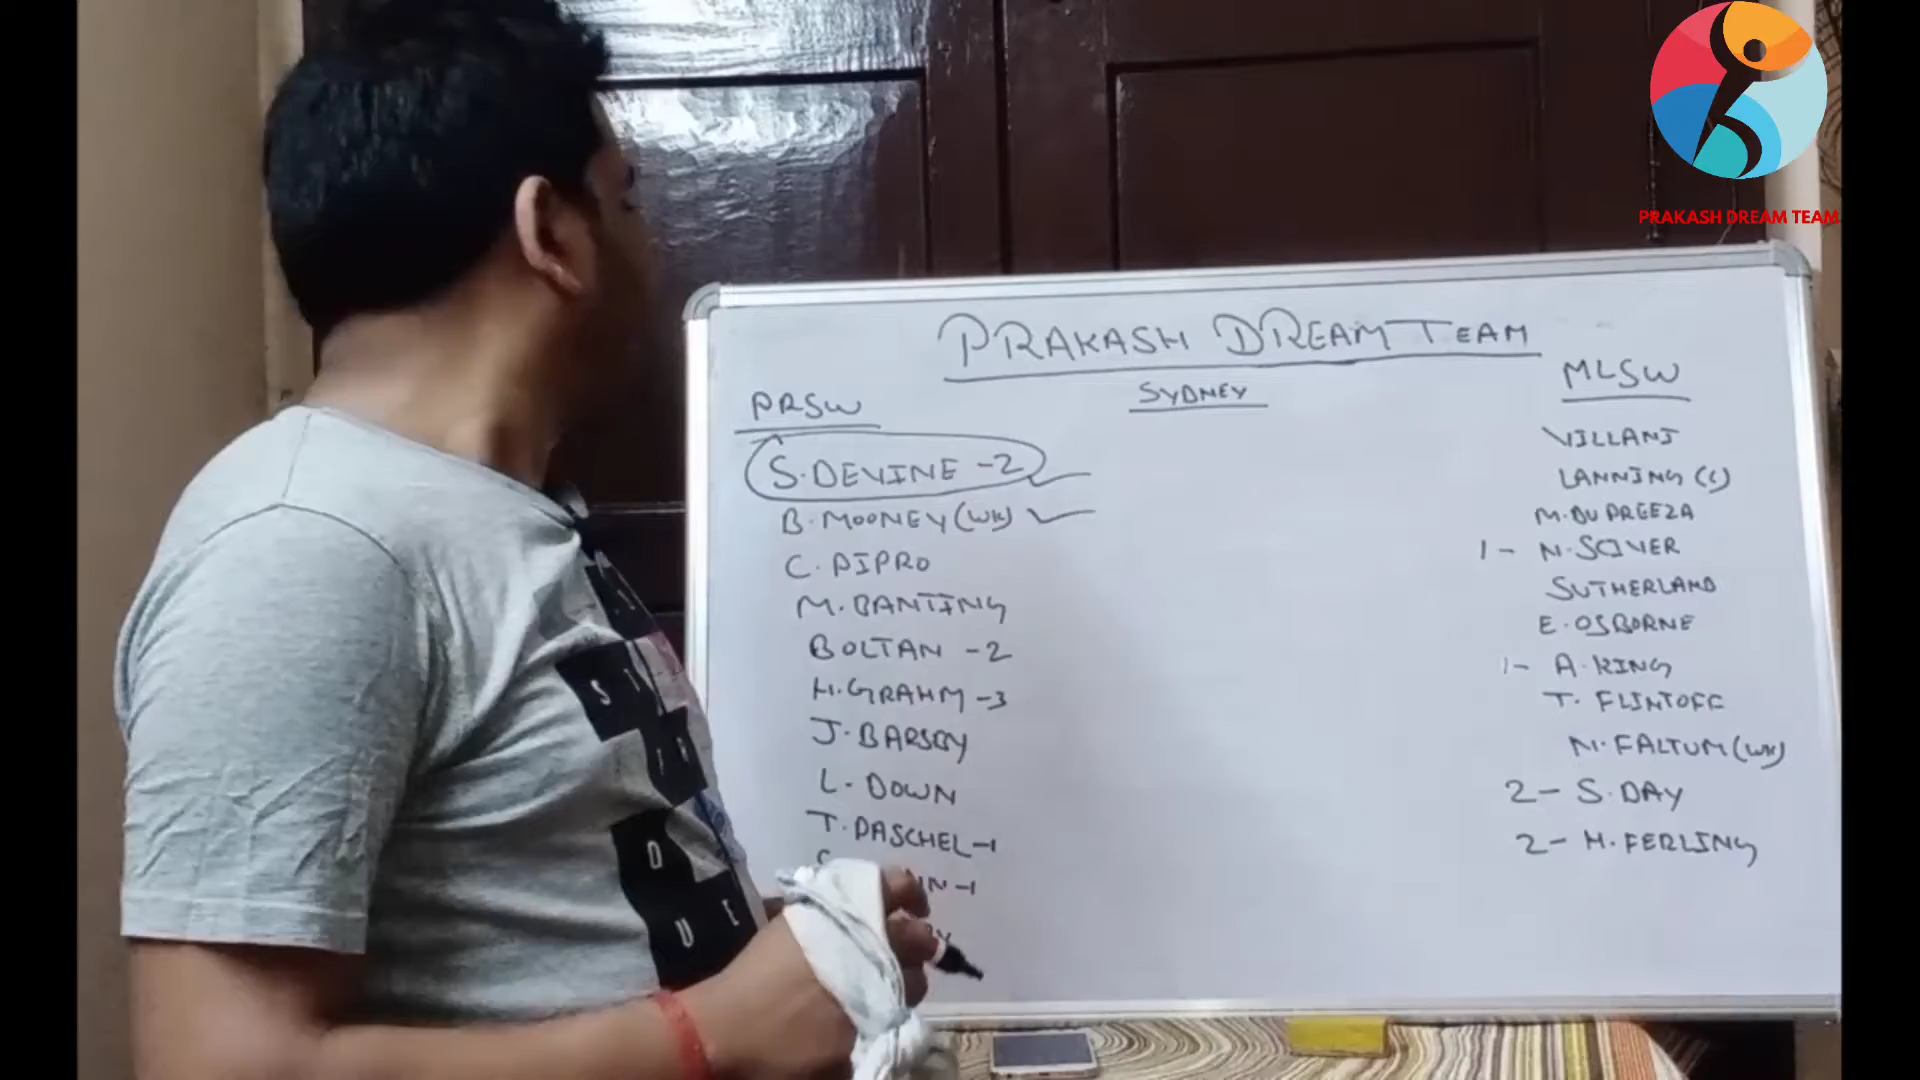 PRAKASH DREAM TEAM
PRAKASH DREAM TEAM
SYDNEY
PRSW
S. DEVINE -2
B. MOONEY (WK)
C. PIPRO
M. BANTING
BOLTAN -2
H. GRAHM -3
J. BARSBY
L. DOWN
T. PASCHEL -1
-1
MLSW
VILLANI
LANNING (C)
M. DU PREEZA
1 - N. SCIVER
SUTHERLAND
E. OSBORNE
1 - A. KING
T. FLINTOFF
N. FALTUM (WK)
2 - S. DAY
2 - H. FERLING